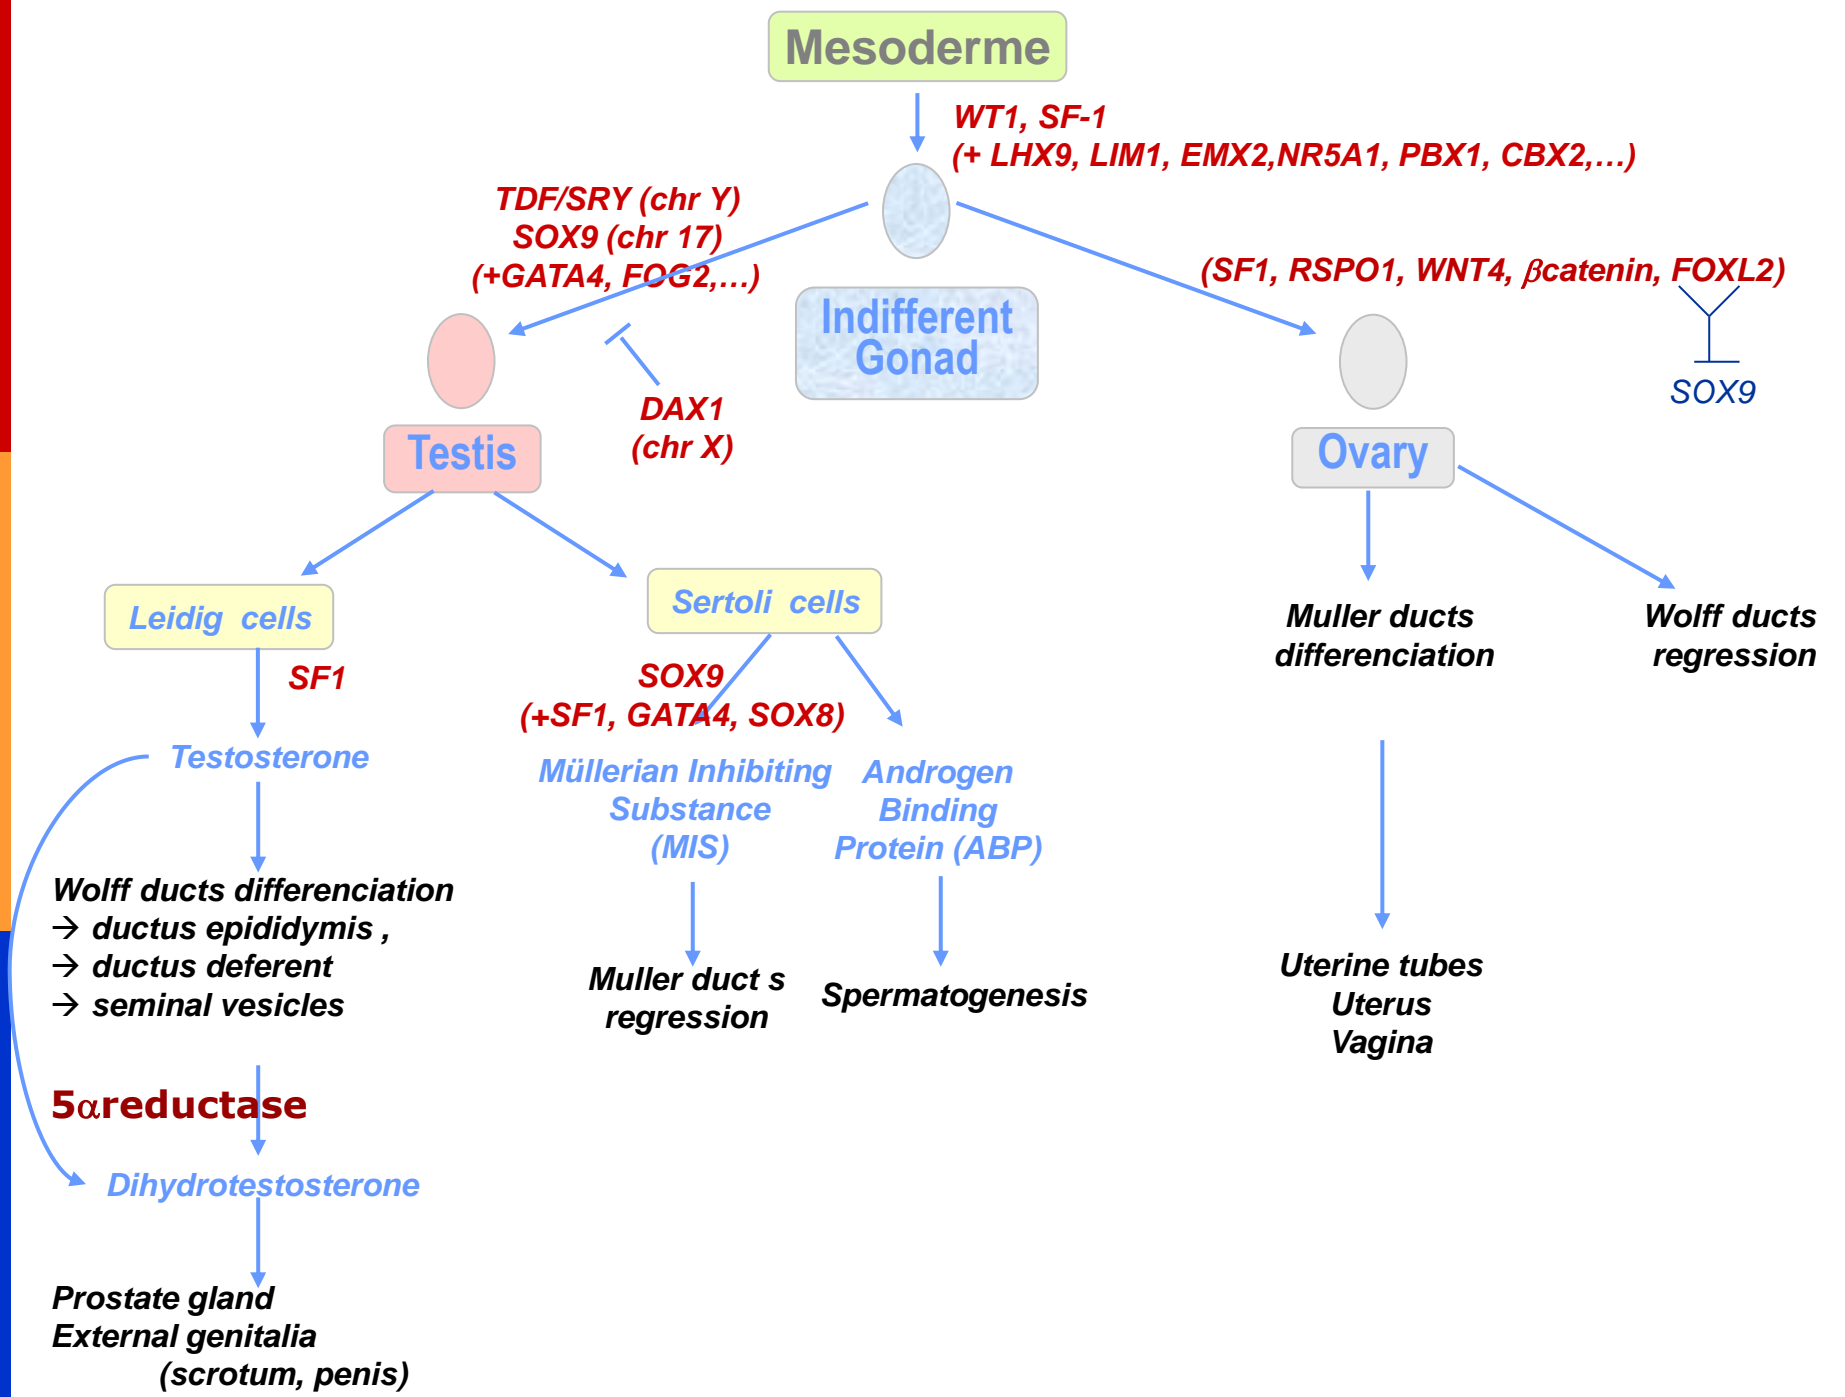 Mesoderme
WT1, SF-1
(+ LHX9, LIM1, EMX2,NR5A1, PBX1, CBX2,…)
TDF/SRY (chr Y)
SOX9 (chr 17)
(+GATA4, FOG2,…)
(SF1, RSPO1, WNT4, βcatenin, FOXL2)
Indifferent
Gonad
SOX9
DAX1
(chr X)
Testis
Ovary
Leidig cells
Sertoli cells
Muller ducts
differenciation
Wolff ducts
regression
SF1
SOX9
(+SF1, GATA4, SOX8)
Testosterone
Müllerian Inhibiting
Substance
(MIS)
Androgen
Binding
Protein (ABP)
Wolff ducts differenciation
→ ductus epididymis ,
→ ductus deferent
→ seminal vesicles
Muller duct s
regression
Spermatogenesis
Uterine tubes
Uterus
Vagina
5αreductase
Dihydrotestosterone
Prostate gland
External genitalia
(scrotum, penis)